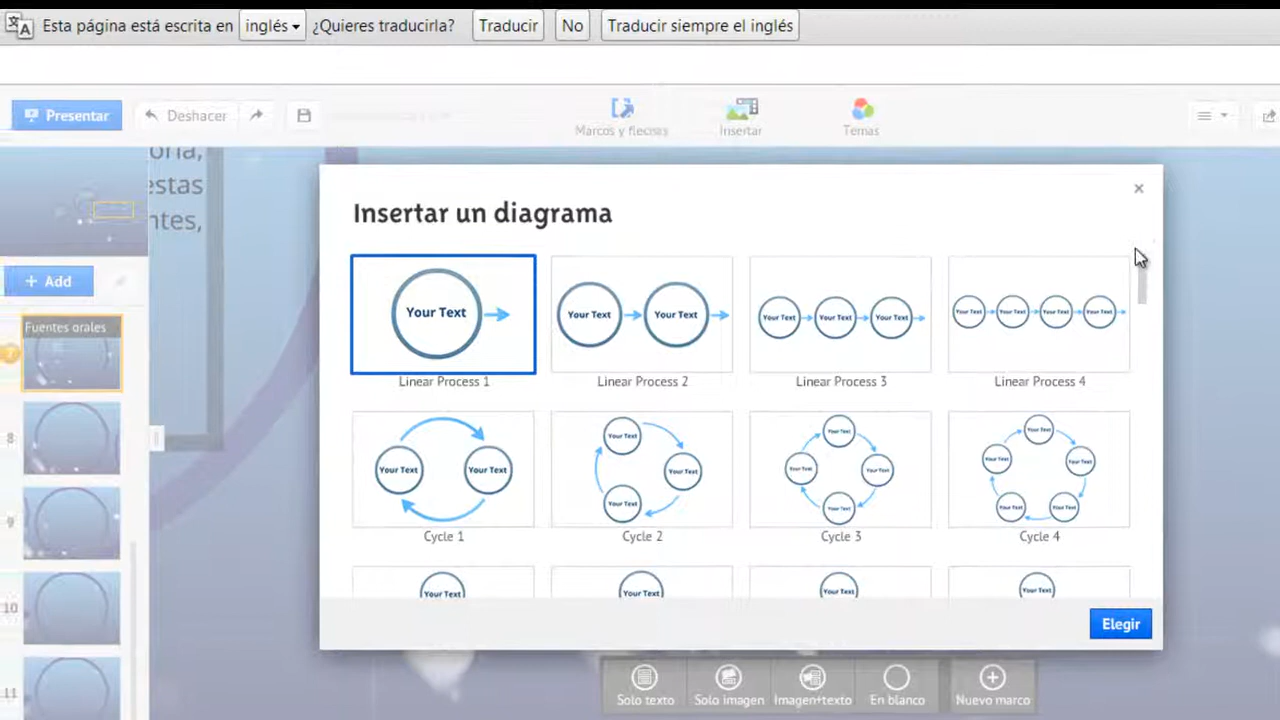 Esta página está escrita en inglés ¿Quieres traducirla? Traducir No Traducir siempre el inglés
Presentar Deshacer
Marcos y flechas Insertar Temas
estas
ntes,
Insertar un diagrama
+ Add
Fuentes orales
7
8
9
10
11
Your Text
Your Text Your Text
Your Text Your Text Your Text
Your Text Your Text Your Text Your Text
Linear Process 1 Linear Process 2 Linear Process 3 Linear Process 4
Your Text Your Text
Your Text Your Text Your Text
Your Text Your Text Your Text Your Text
Your Text Your Text Your Text Your Text Your Text
Cycle 1 Cycle 2 Cycle 3 Cycle 4
Your Text Your Text Your Text Your Text
Elegir
Solo texto Solo imagen Imagen+texto En blanco Nuevo marco